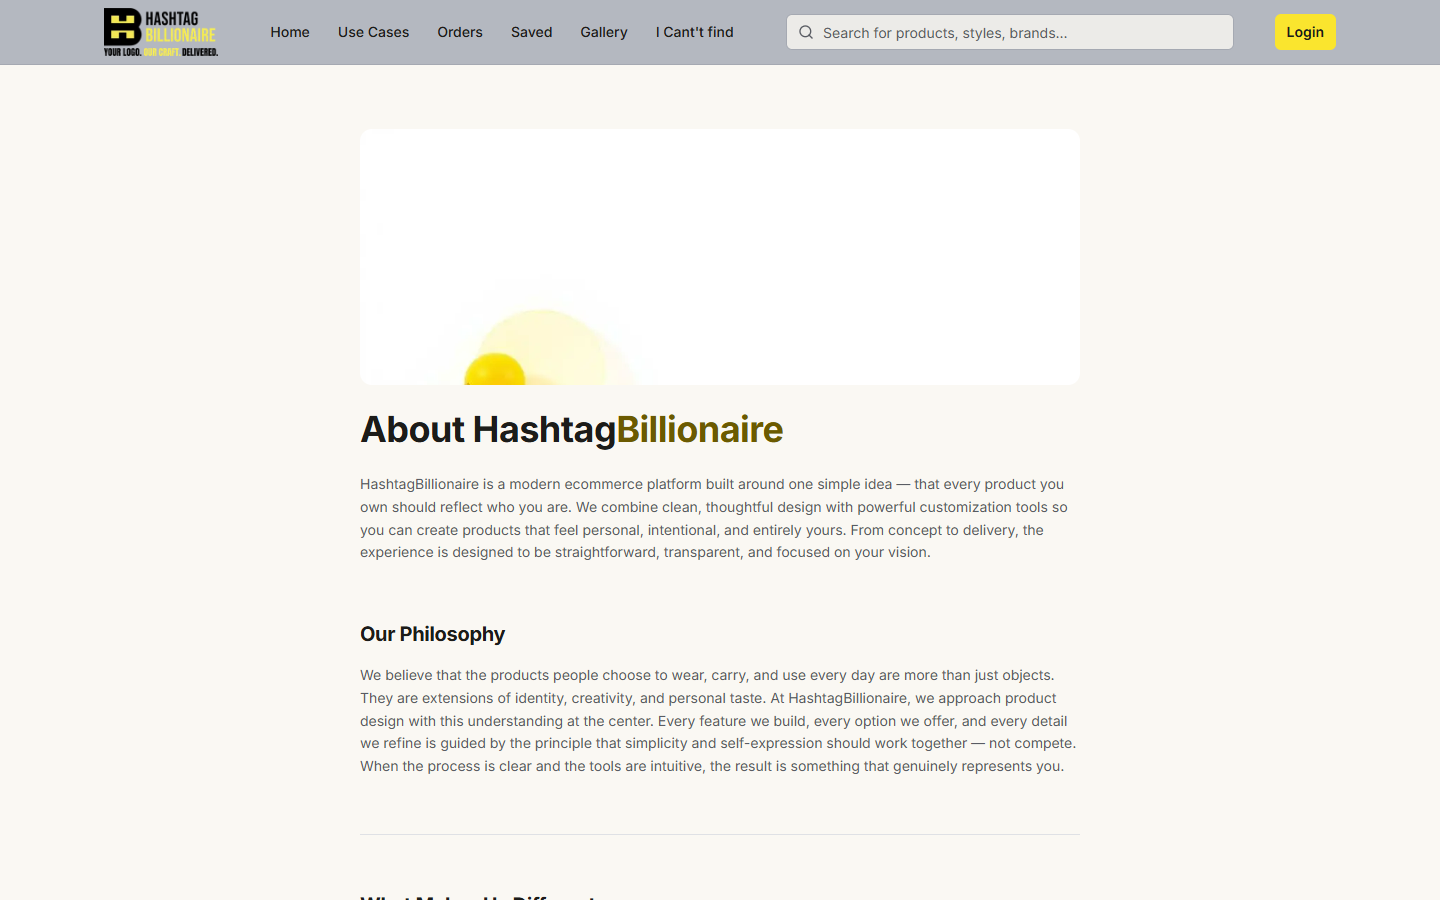 HASHTAG
BILLIONAIRE
YOUR LOGO. OUR CRAFT. DELIVERED.
Home
Use Cases
Orders
Saved
Gallery
I Cant't find
Search for products, styles, brands...
Login
About HashtagBillionaire
HashtagBillionaire is a modern ecommerce platform built around one simple idea — that every product you
own should reflect who you are. We combine clean, thoughtful design with powerful customization tools so
you can create products that feel personal, intentional, and entirely yours. From concept to delivery, the
experience is designed to be straightforward, transparent, and focused on your vision.
Our Philosophy
We believe that the products people choose to wear, carry, and use every day are more than just objects.
They are extensions of identity, creativity, and personal taste. At HashtagBillionaire, we approach product
design with this understanding at the center. Every feature we build, every option we offer, and every detail
we refine is guided by the principle that simplicity and self-expression should work together — not compete.
When the process is clear and the tools are intuitive, the result is something that genuinely represents you.
What Makes Us Different